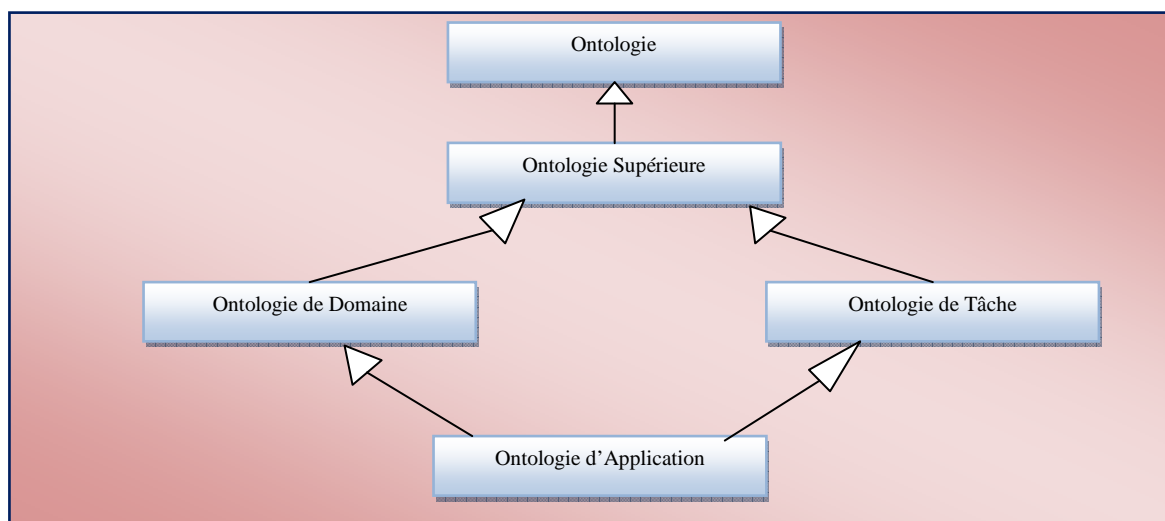 Ontologie
Ontologie Supérieure
Ontologie de Domaine
Ontologie de Tâche
Ontologie d’Application